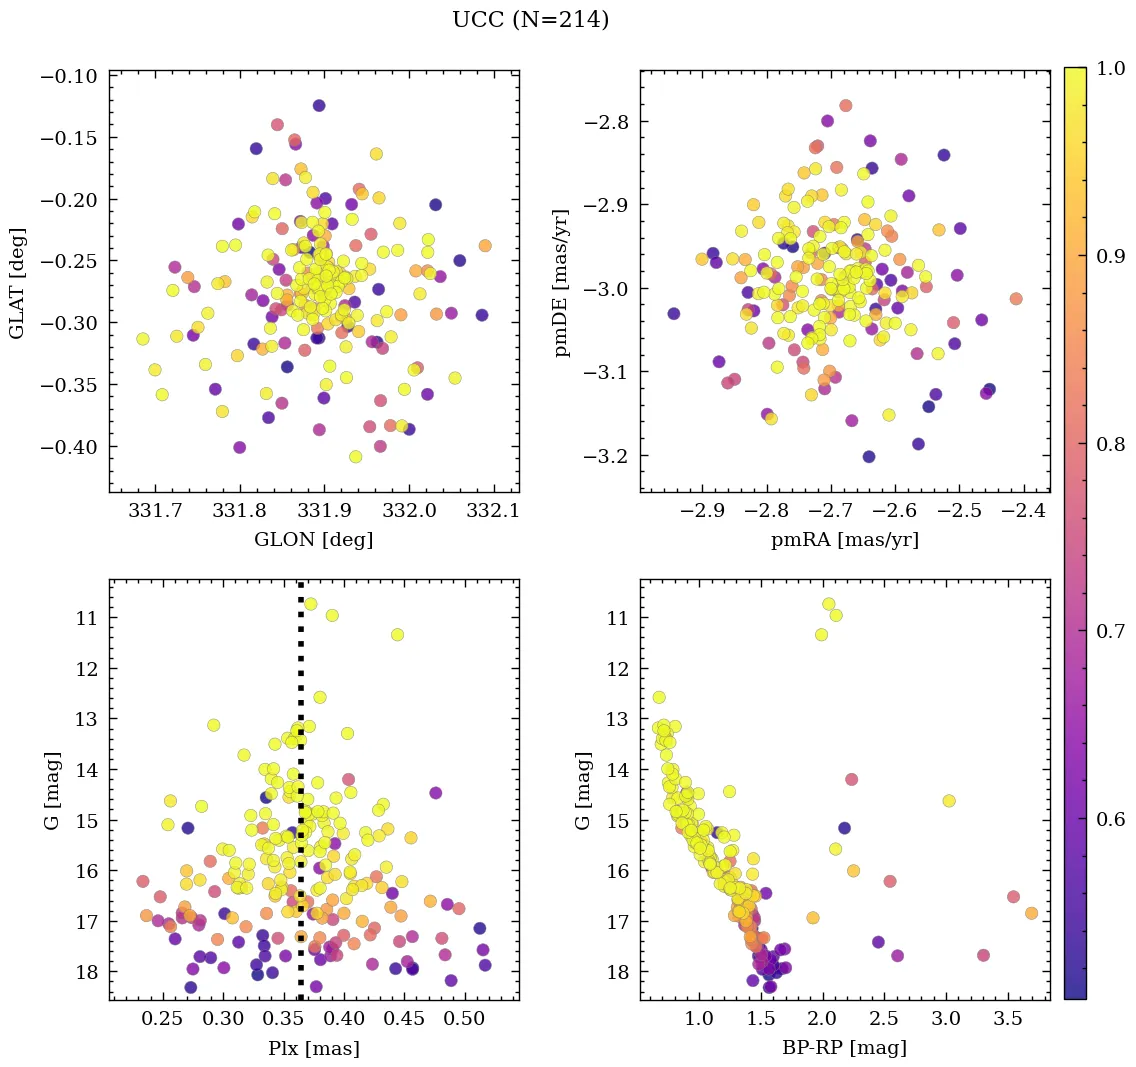 UCC (N=214)
−0.10
−0.15
−0.20
−0.25
−0.30
−0.35
−0.40
GLAT [deg]
331.7 331.8 331.9 332.0 332.1
GLON [deg]
−2.8
−2.9
−3.0
−3.1
−3.2
pmDE [mas/yr]
−2.9 −2.8 −2.7 −2.6 −2.5 −2.4
pmRA [mas/yr]
1.0
0.9
0.8
0.7
0.6
11
12
13
14
15
16
17
18
G [mag]
0.25 0.30 0.35 0.40 0.45 0.50
Plx [mas]
11
12
13
14
15
16
17
18
G [mag]
1.0 1.5 2.0 2.5 3.0 3.5
BP-RP [mag]